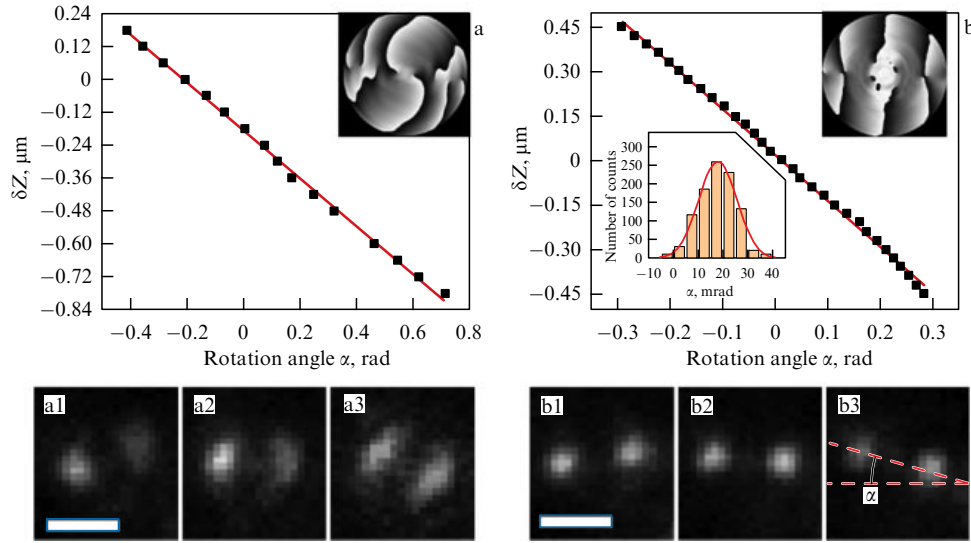 a
0.24
0.12
0
−0.12
−0.24
−0.36
−0.48
−0.60
−0.72
−0.84
δZ, μm
−0.4 −0.2 0 0.2 0.4 0.6 0.8
Rotation angle α, rad
b
0.45
0.30
0.15
0
−0.15
−0.30
−0.45
δZ, μm
300
250
200
150
100
50
0
Number of counts
−10 0 10 20 30 40
α, mrad
−0.3 −0.2 −0.1 0 0.1 0.2 0.3
Rotation angle α, rad
a1 a2 a3
b1 b2 b3
α